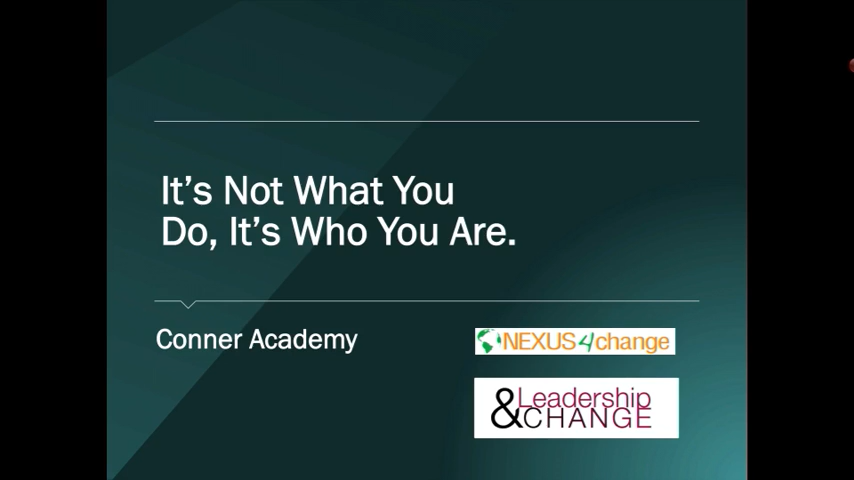 It's Not What You
Do, It's Who You Are.
Conner Academy
NEXUS4change
Leadership
&CHANGE